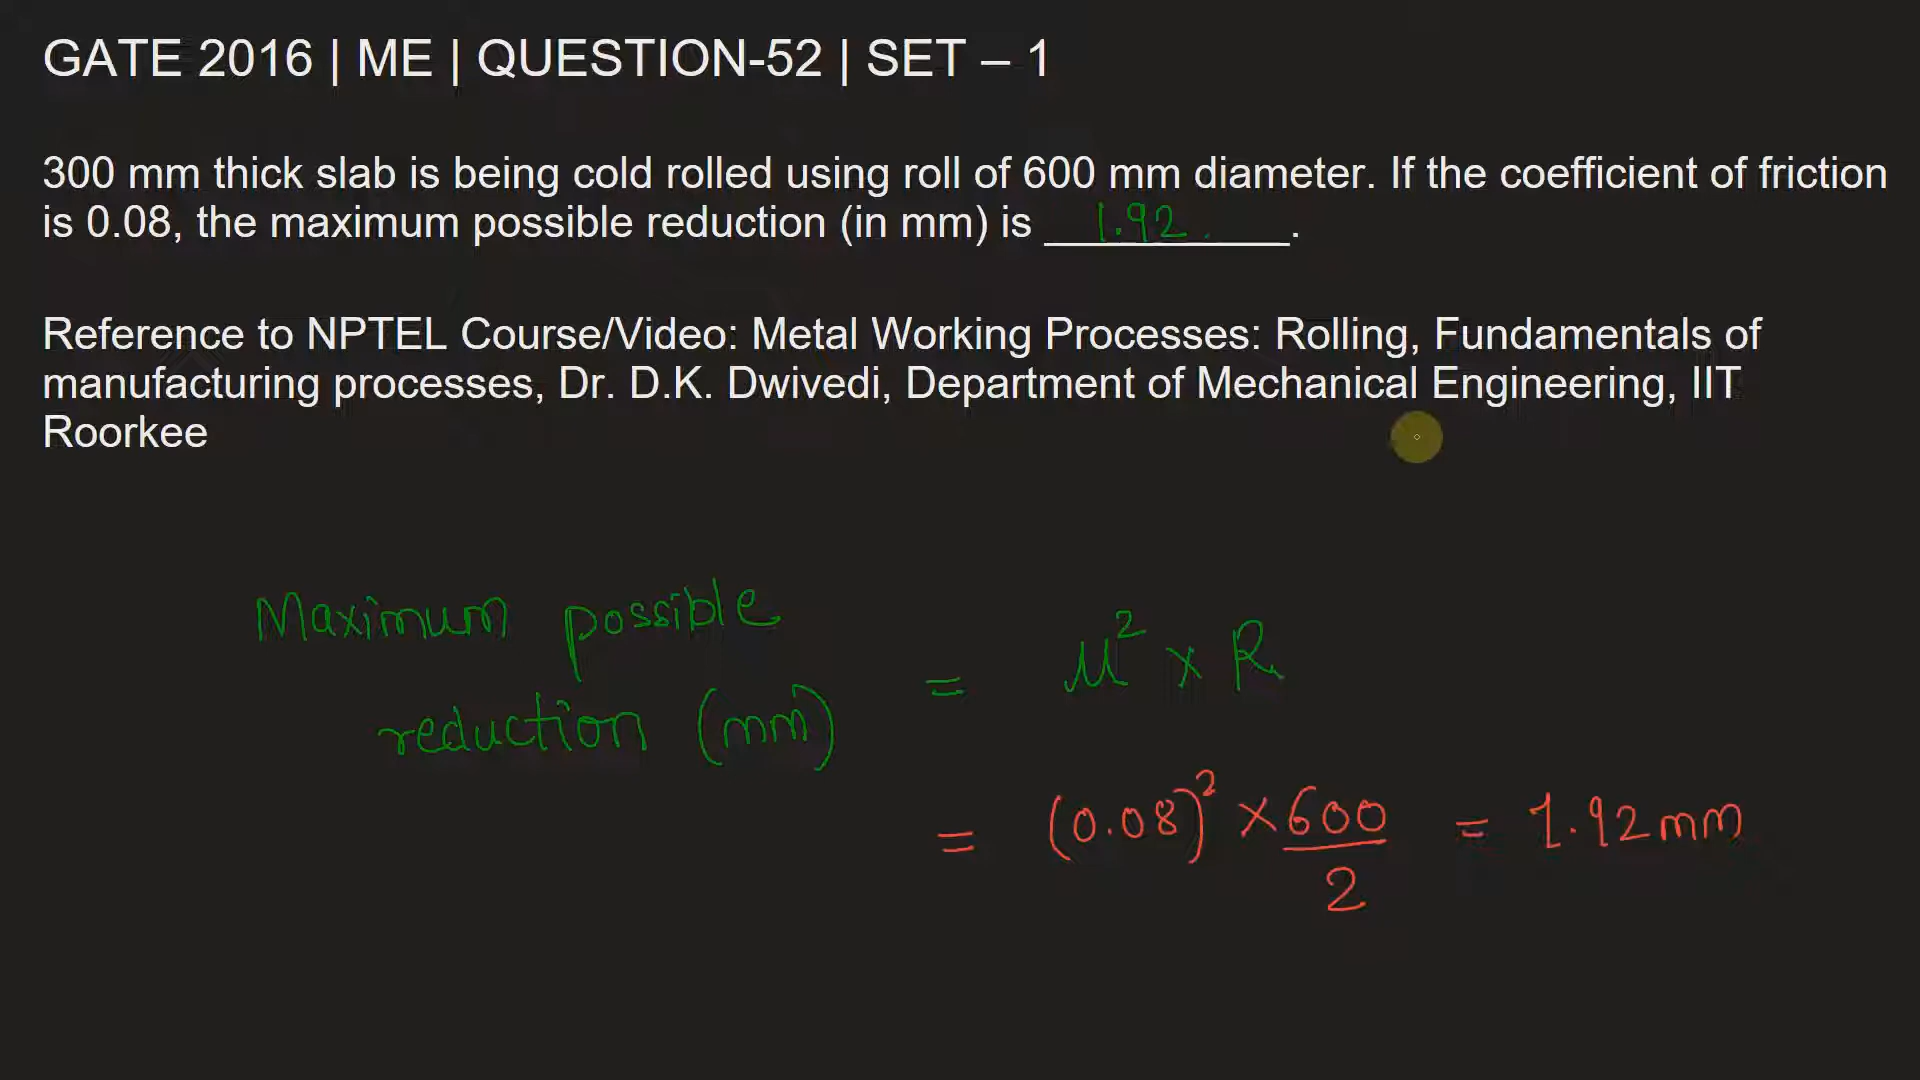 GATE 2016 | ME | QUESTION-52 | SET – 1
300 mm thick slab is being cold rolled using roll of 600 mm diameter. If the coefficient of friction
is 0.08, the maximum possible reduction (in mm) is 1.92.
Reference to NPTEL Course/Video: Metal Working Processes: Rolling, Fundamentals of
manufacturing processes, Dr. D.K. Dwivedi, Department of Mechanical Engineering, IIT
Roorkee
Maximum possible
reduction (mm) = μ² × R
= (0.08)² × 600/2 = 1.92 mm